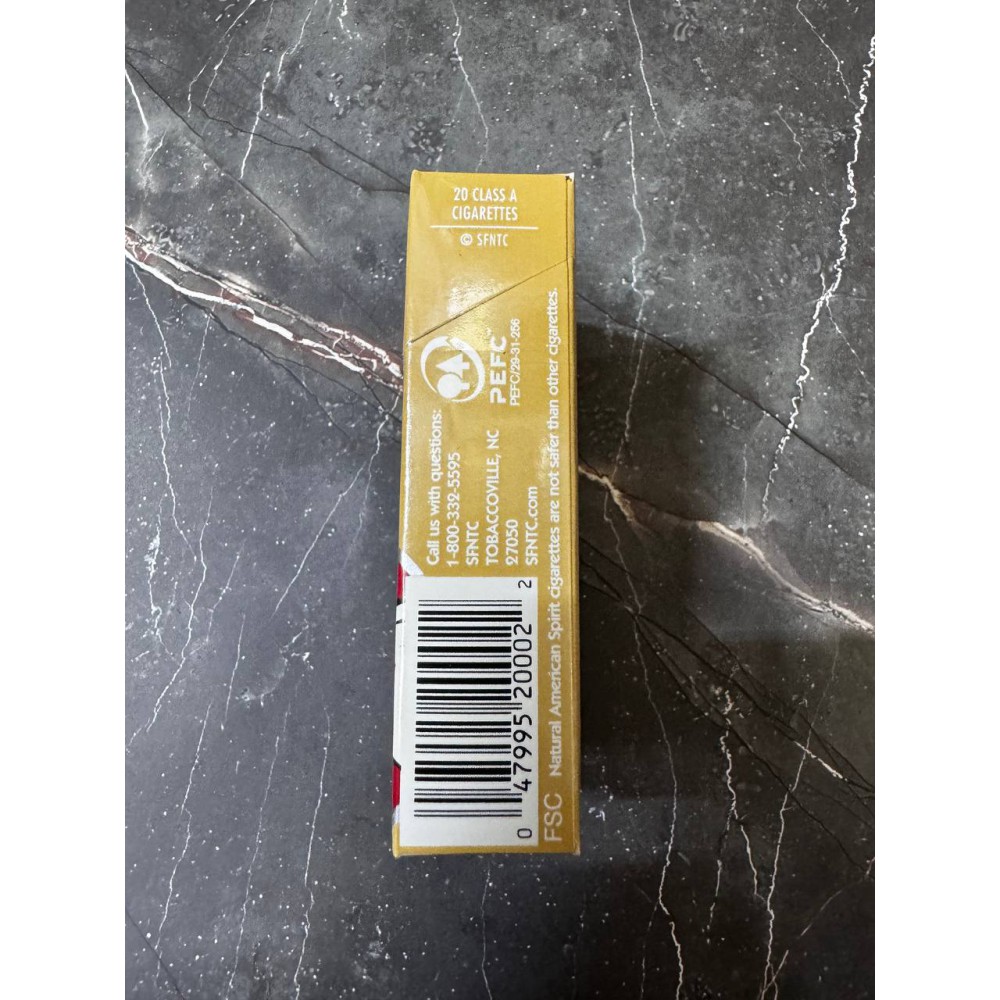 20 CLASS A
CIGARETTES
© SFNTC
PEFC
PEFC/29-31-266
Call us with questions:
1-800-332-5595
SFNTC
TOBACCOVILLE, NC
27050
SFNTC.com
FSC Natural American Spirit cigarettes are not safer than other cigarettes.
0 47995 20002 2